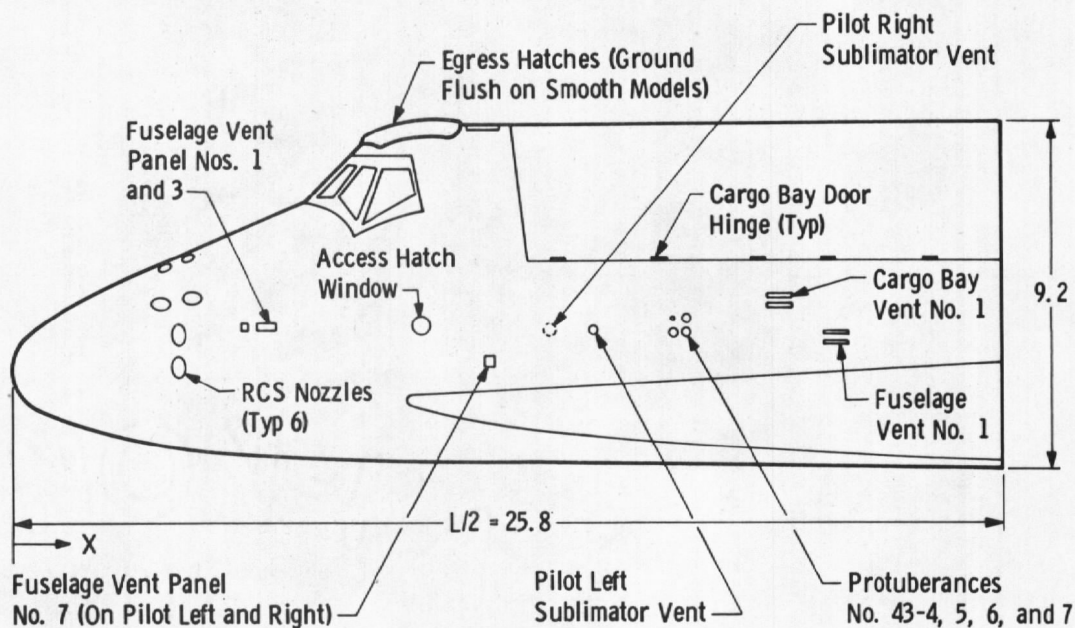 Pilot Right
Sublimator Vent
Egress Hatches (Ground
Flush on Smooth Models)
Fuselage Vent
Panel Nos. 1
and 3
Cargo Bay Door
Hinge (Typ)
Access Hatch
Window
Cargo Bay
Vent No. 1
9.2
RCS Nozzles
(Typ 6)
Fuselage
Vent No. 1
L/2 = 25.8
X
Fuselage Vent Panel
No. 7 (On Pilot Left and Right)
Pilot Left
Sublimator Vent
Protuberances
No. 43-4, 5, 6, and 7